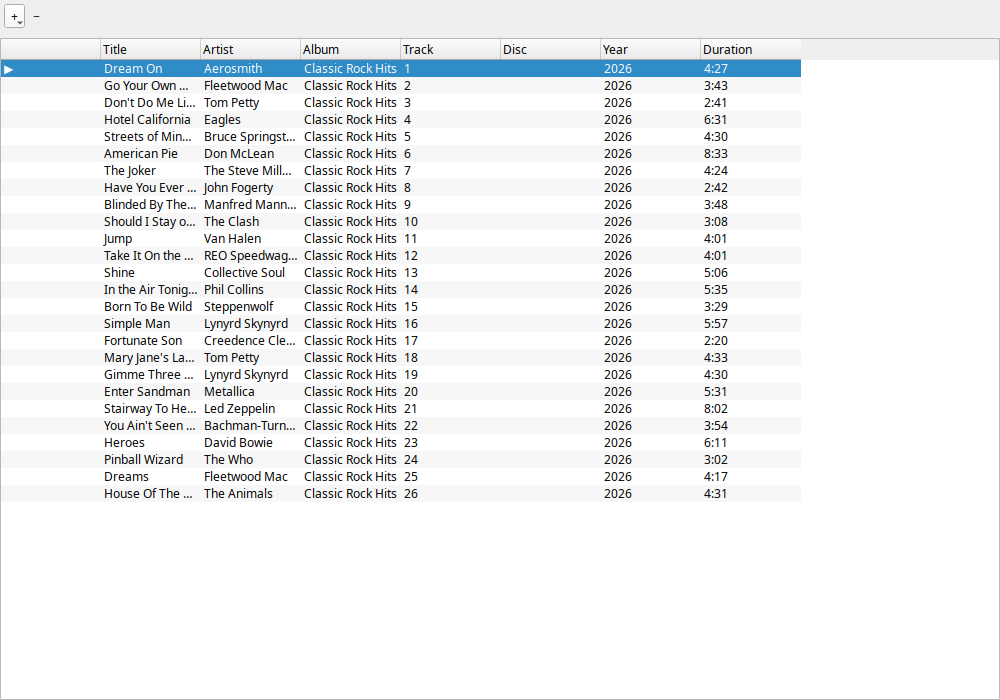 + −
Title Artist Album Track Disc Year Duration
Dream On Aerosmith Classic Rock Hits 1 2026 4:27
Go Your Own ... Fleetwood Mac Classic Rock Hits 2 2026 3:43
Don't Do Me Li... Tom Petty Classic Rock Hits 3 2026 2:41
Hotel California Eagles Classic Rock Hits 4 2026 6:31
Streets of Min... Bruce Springst... Classic Rock Hits 5 2026 4:30
American Pie Don McLean Classic Rock Hits 6 2026 8:33
The Joker The Steve Mill... Classic Rock Hits 7 2026 4:24
Have You Ever ... John Fogerty Classic Rock Hits 8 2026 2:42
Blinded By The... Manfred Mann... Classic Rock Hits 9 2026 3:48
Should I Stay o... The Clash Classic Rock Hits 10 2026 3:08
Jump Van Halen Classic Rock Hits 11 2026 4:01
Take It On the ... REO Speedwag... Classic Rock Hits 12 2026 4:01
Shine Collective Soul Classic Rock Hits 13 2026 5:06
In the Air Tonig... Phil Collins Classic Rock Hits 14 2026 5:35
Born To Be Wild Steppenwolf Classic Rock Hits 15 2026 3:29
Simple Man Lynyrd Skynyrd Classic Rock Hits 16 2026 5:57
Fortunate Son Creedence Cle... Classic Rock Hits 17 2026 2:20
Mary Jane's La... Tom Petty Classic Rock Hits 18 2026 4:33
Gimme Three ... Lynyrd Skynyrd Classic Rock Hits 19 2026 4:30
Enter Sandman Metallica Classic Rock Hits 20 2026 5:31
Stairway To He... Led Zeppelin Classic Rock Hits 21 2026 8:02
You Ain't Seen ... Bachman-Turn... Classic Rock Hits 22 2026 3:54
Heroes David Bowie Classic Rock Hits 23 2026 6:11
Pinball Wizard The Who Classic Rock Hits 24 2026 3:02
Dreams Fleetwood Mac Classic Rock Hits 25 2026 4:17
House Of The ... The Animals Classic Rock Hits 26 2026 4:31